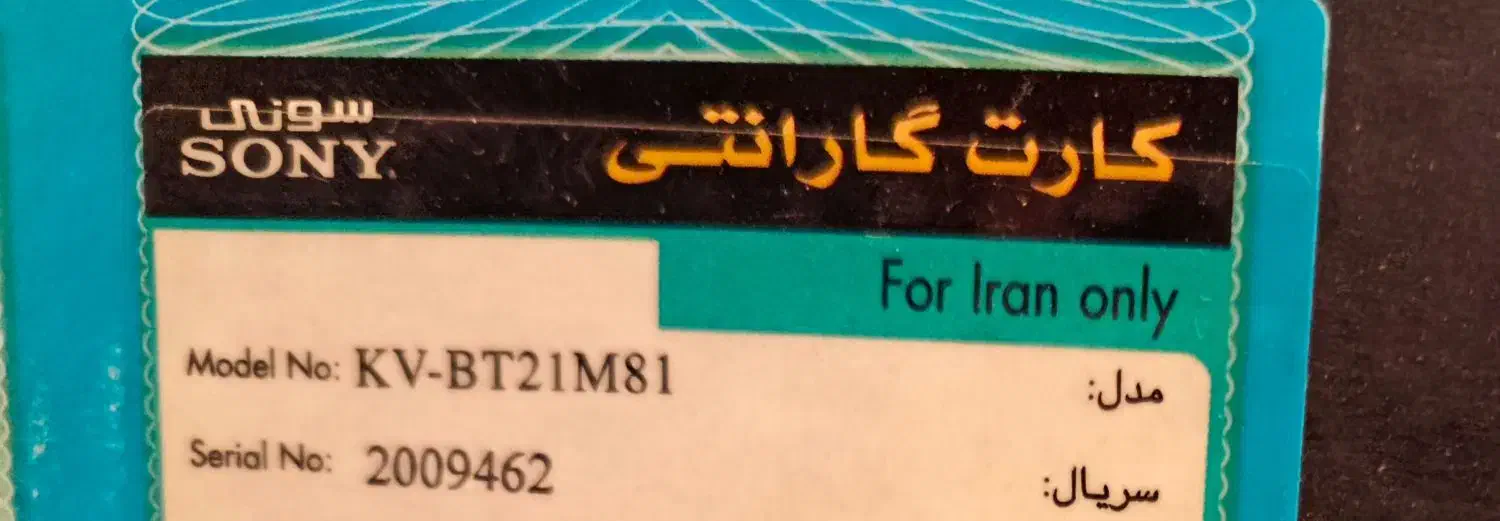 سونی
SONY
کارت گارانتی
For Iran only
Model No: KV-BT21M81 مدل:
Serial No: 2009462 سریال: